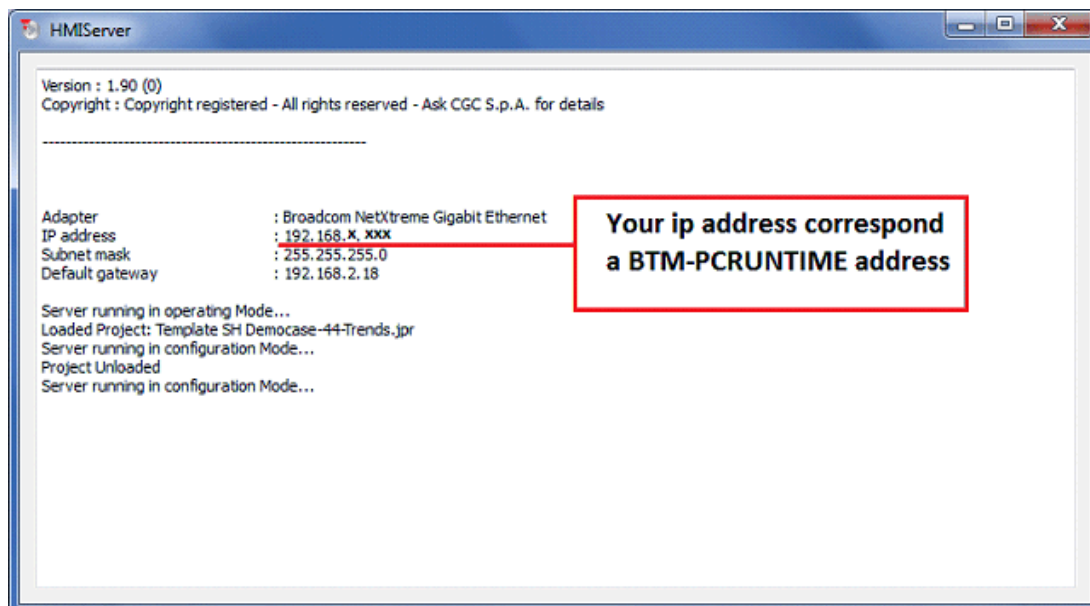 HMIServer
Version : 1.90 (0)
Copyright : Copyright registered - All rights reserved - Ask CGC S.p.A. for details
--------------------------------------------------------
Adapter : Broadcom NetXtreme Gigabit Ethernet
IP address : 192.168.x, xxx
Subnet mask : 255.255.255.0
Default gateway : 192.168.2.18
Your ip address correspond
a BTM-PCRUNTIME address
Server running in operating Mode...
Loaded Project: Template SH Democase-44-Trends.jpr
Server running in configuration Mode...
Project Unloaded
Server running in configuration Mode...